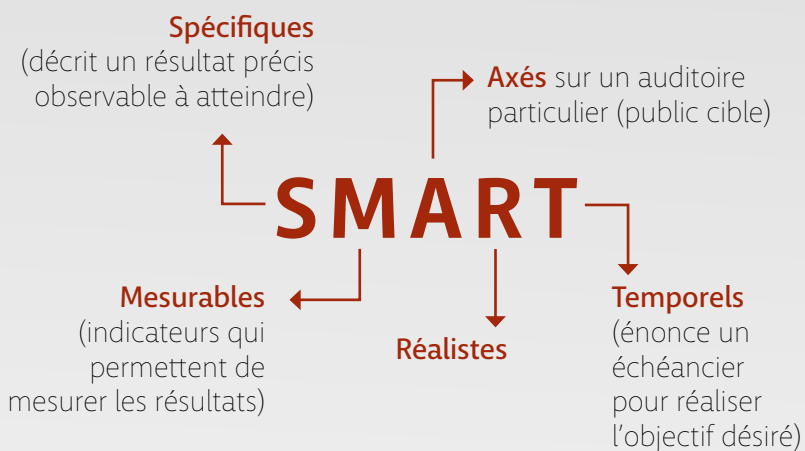 Spécifiques
(décrit un résultat précis
observable à atteindre)
Axés sur un auditoire
particulier (public cible)
SMART
Mesurables
(indicateurs qui
permettent de
mesurer les résultats)
Réalistes
Temporels
(énonce un
échéancier
pour réaliser
l'objectif désiré)